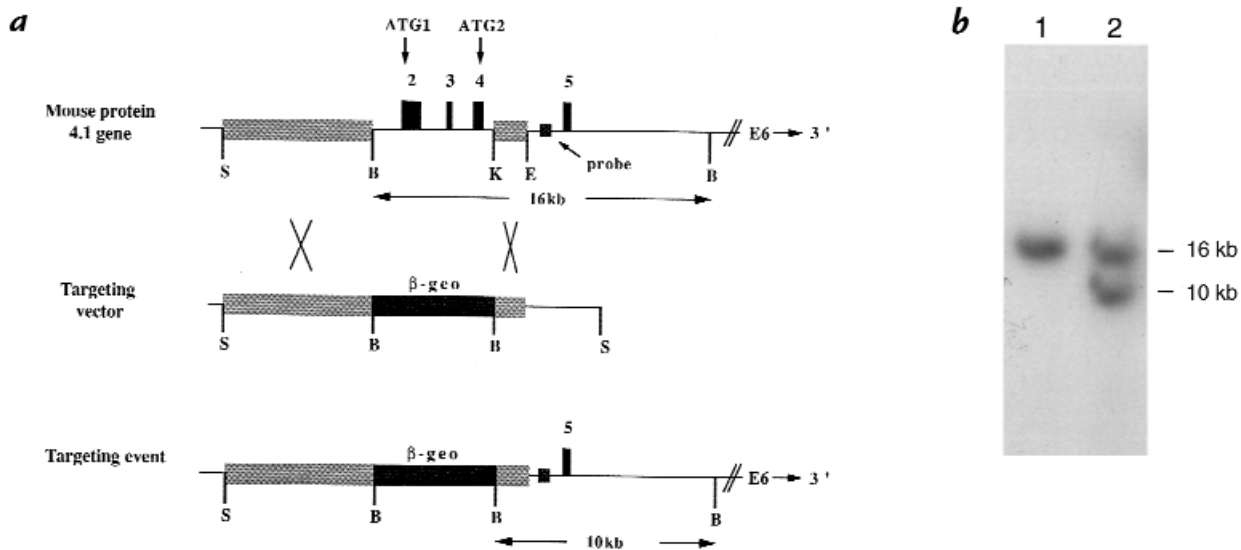 a
ATG1 ATG2
2 3 4 5
Mouse protein
4.1 gene
E6 3 '
probe
S B K E B
16kb
β-geo
Targeting
vector
S B B S
5
β-geo
Targeting event
E6 3 '
S B B B
10kb
b
1 2
16 kb
10 kb